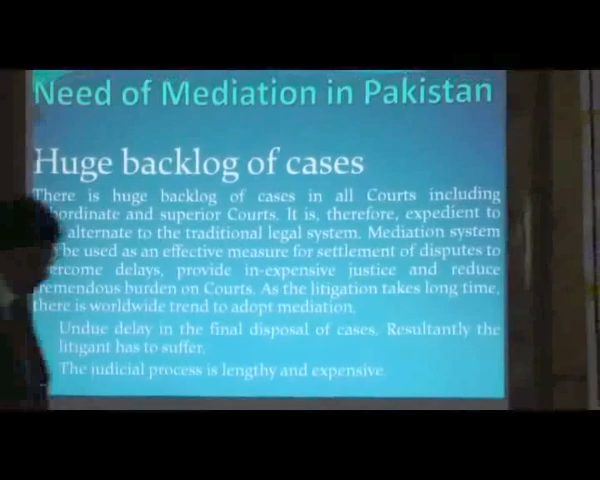 Need of Mediation in Pakistan
Huge backlog of cases
There is huge backlog of cases in all Courts including
ordinate and superior Courts. It is, therefore, expedient to
alternate to the traditional legal system. Mediation system
be used as an effective measure for settlement of disputes to
ercome delays, provide in-expensive justice and reduce
tremendous burden on Courts. As the litigation takes long time,
there is worldwide trend to adopt mediation.
Undue delay in the final disposal of cases. Resultantly the
litigant has to suffer.
The judicial process is lengthy and expensive.